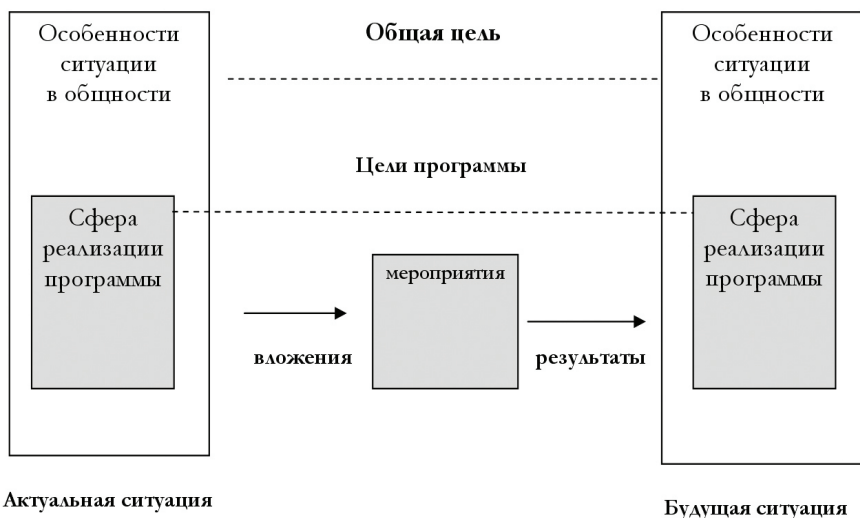 Особенности
ситуации
в общности
Общая цель
Особенности
ситуации
в общности
Цели программы
Сфера
реализации
программы
мероприятия
Сфера
реализации
программы
вложения
результаты
Актуальная ситуация
Будущая ситуация